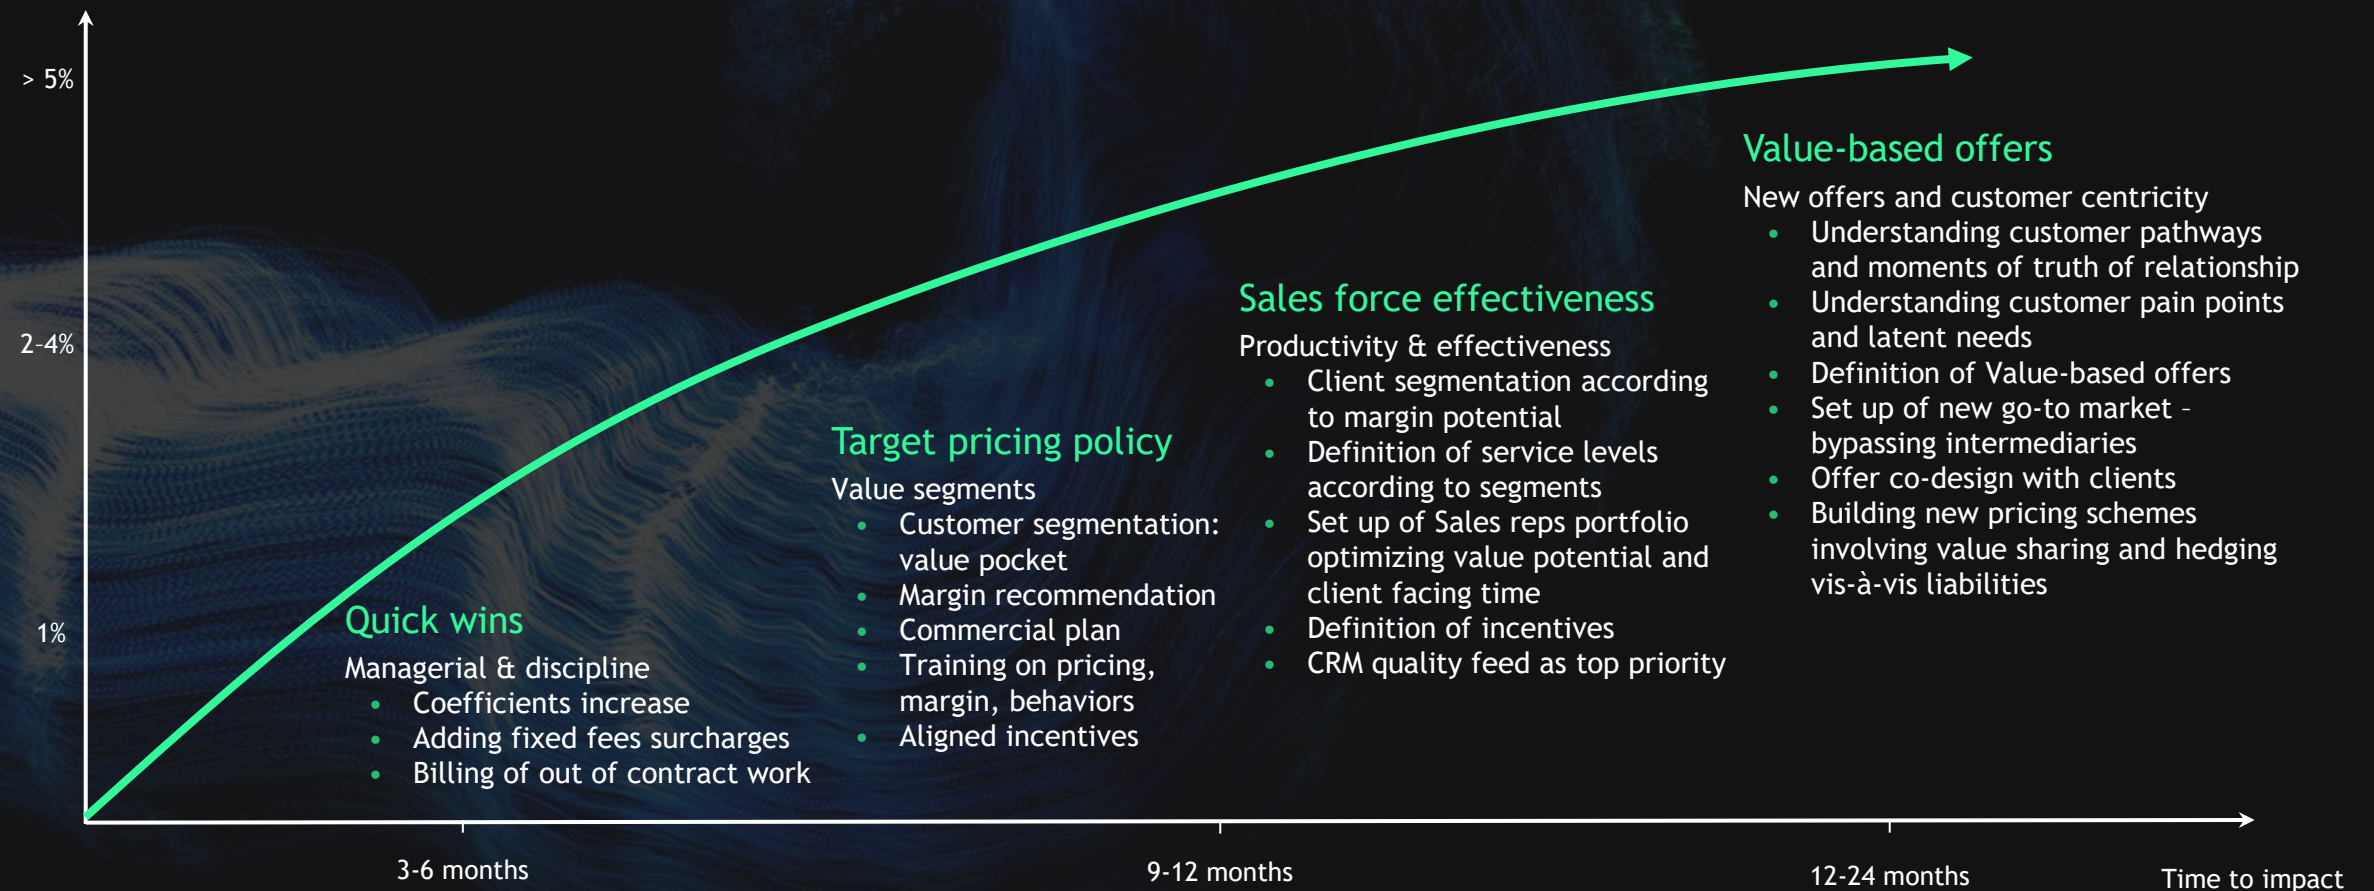 > 5%
2-4%
1%
Quick wins
Managerial & discipline
• Coefficients increase
• Adding fixed fees surcharges
• Billing of out of contract work
Target pricing policy
Value segments
• Customer segmentation:
value pocket
• Margin recommendation
• Commercial plan
• Training on pricing,
margin, behaviors
• Aligned incentives
Sales force effectiveness
Productivity & effectiveness
• Client segmentation according
to margin potential
• Definition of service levels
according to segments
• Set up of Sales reps portfolio
optimizing value potential and
client facing time
• Definition of incentives
• CRM quality feed as top priority
Value-based offers
New offers and customer centricity
• Understanding customer pathways
and moments of truth of relationship
• Understanding customer pain points
and latent needs
• Definition of Value-based offers
• Set up of new go-to market –
bypassing intermediaries
• Offer co-design with clients
• Building new pricing schemes
involving value sharing and hedging
vis-à-vis liabilities
3-6 months
9-12 months
12-24 months
Time to impact